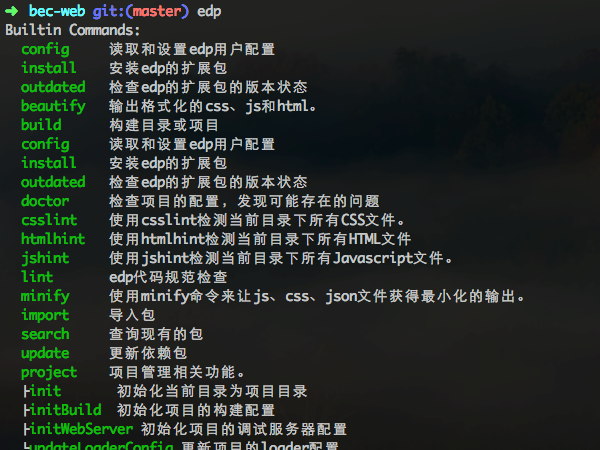 ➜ bec-web git:(master) edp
Builtin Commands:
config 读取和设置edp用户配置
install 安装edp的扩展包
outdated 检查edp的扩展包的版本状态
beautify 输出格式化的css、js和html。
build 构建目录或项目
config 读取和设置edp用户配置
install 安装edp的扩展包
outdated 检查edp的扩展包的版本状态
doctor 检查项目的配置，发现可能存在的问题
csslint 使用csslint检测当前目录下所有CSS文件。
htmlhint 使用htmlhint检测当前目录下所有HTML文件
jshint 使用jshint检测当前目录下所有Javascript文件。
lint edp代码规范检查
minify 使用minify命令来让js、css、json文件获得最小化的输出。
import 导入包
search 查询现有的包
update 更新依赖包
project 项目管理相关功能。
├init 初始化当前目录为项目目录
├initBuild 初始化项目的构建配置
├initWebServer 初始化项目的调试服务器配置
└updateLoaderConfig 更新项目的loader配置